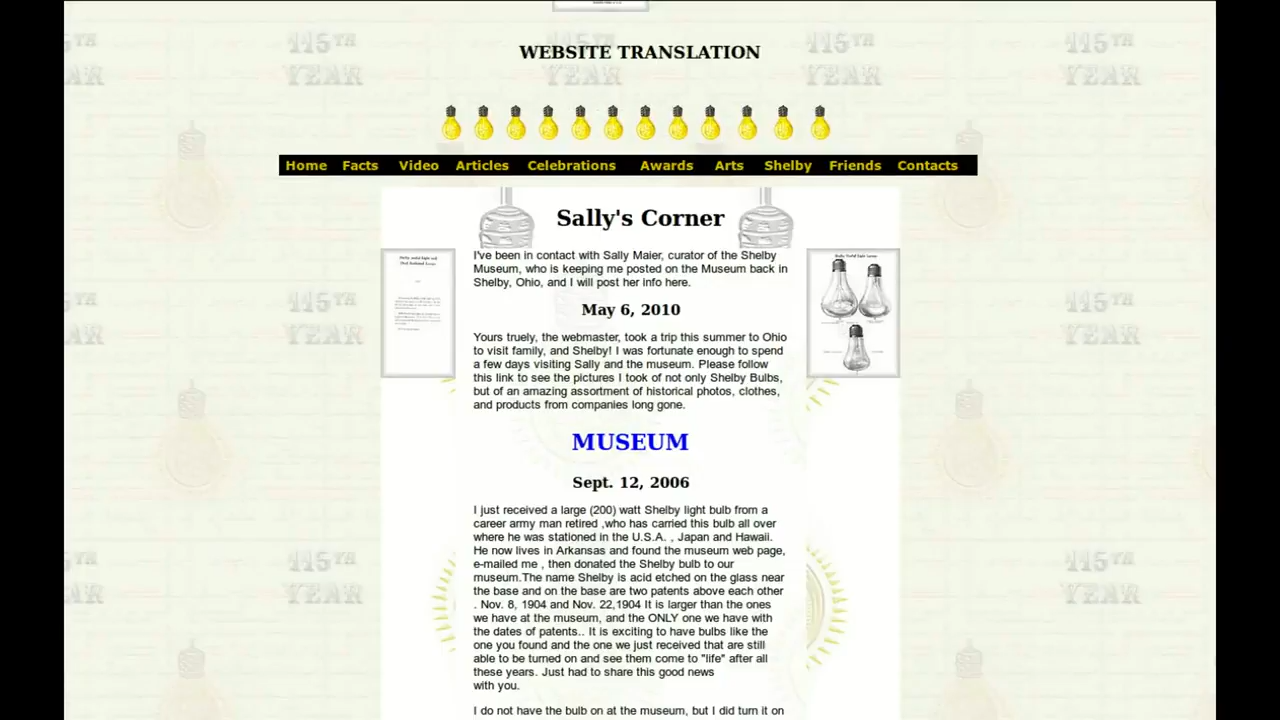 115TH YEAR 115TH YEAR 115TH YEAR 115TH YEAR
WEBSITE TRANSLATION
Home Facts Video Articles Celebrations Awards Arts Shelby Friends Contacts
Sally's Corner
I've been in contact with Sally Maier, curator of the Shelby
Museum, who is keeping me posted on the Museum back in
Shelby, Ohio, and I will post her info here.
May 6, 2010
Yours truely, the webmaster, took a trip this summer to Ohio
to visit family, and Shelby! I was fortunate enough to spend
a few days visiting Sally and the museum. Please follow
this link to see the pictures I took of not only Shelby Bulbs,
but of an amazing assortment of historical photos, clothes,
and products from companies long gone.
MUSEUM
Sept. 12, 2006
I just received a large (200) watt Shelby light bulb from a
career army man retired ,who has carried this bulb all over
where he was stationed in the U.S.A. , Japan and Hawaii.
He now lives in Arkansas and found the museum web page,
e-mailed me , then donated the Shelby bulb to our
museum.The name Shelby is acid etched on the glass near
the base and on the base are two patents above each other
. Nov. 8, 1904 and Nov. 22,1904 It is larger than the ones
we have at the museum, and the ONLY one we have with
the dates of patents.. It is exciting to have bulbs like the
one you found and the one we just received that are still
able to be turned on and see them come to "life" after all
these years. Just had to share this good news
with you.
I do not have the bulb on at the museum, but I did turn it on